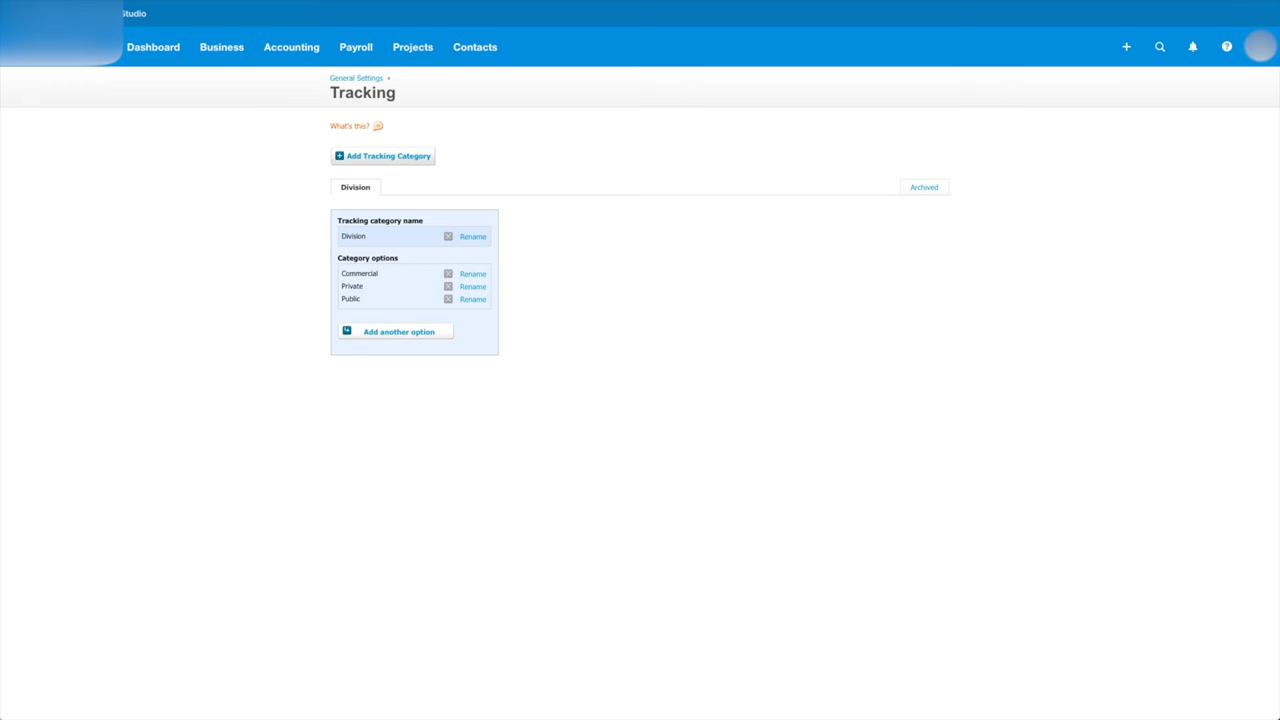 Studio
Dashboard Business Accounting Payroll Projects Contacts
General Settings ›
Tracking
What's this?
Add Tracking Category
Division Archived
Tracking category name
Division Rename
Category options
Commercial Rename
Private Rename
Public Rename
Add another option